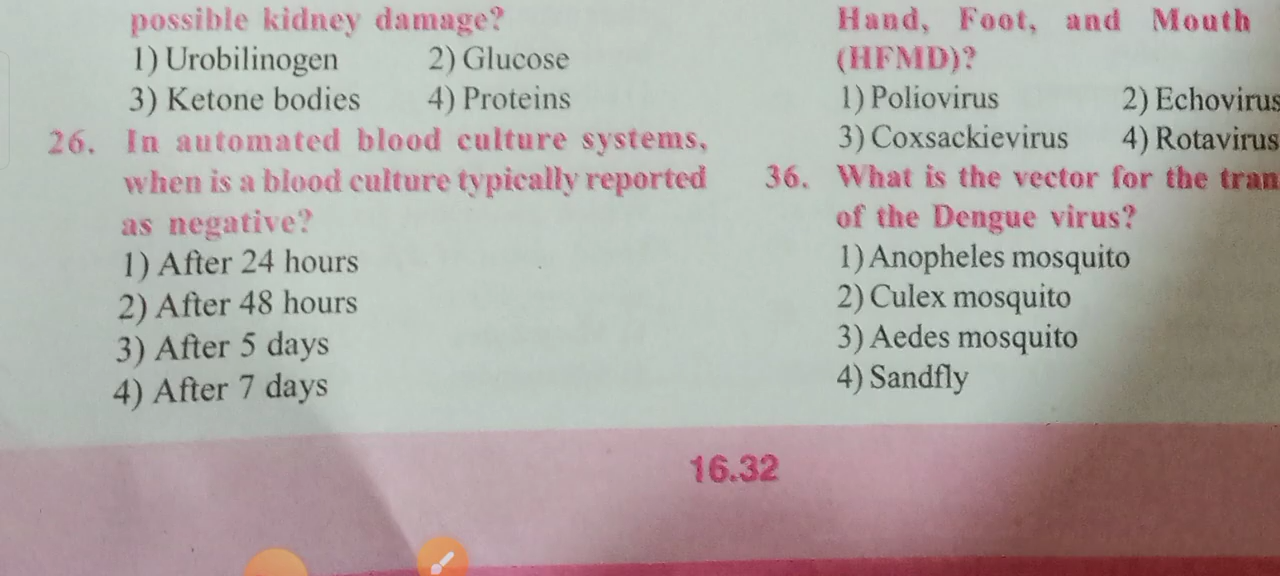 possible kidney damage?
1) Urobilinogen 2) Glucose
3) Ketone bodies 4) Proteins
26. In automated blood culture systems,
when is a blood culture typically reported
as negative?
1) After 24 hours
2) After 48 hours
3) After 5 days
4) After 7 days
Hand, Foot, and Mouth
(HFMD)?
1) Poliovirus 2) Echovirus
3) Coxsackievirus 4) Rotavirus
36. What is the vector for the tran
of the Dengue virus?
1) Anopheles mosquito
2) Culex mosquito
3) Aedes mosquito
4) Sandfly
16.32